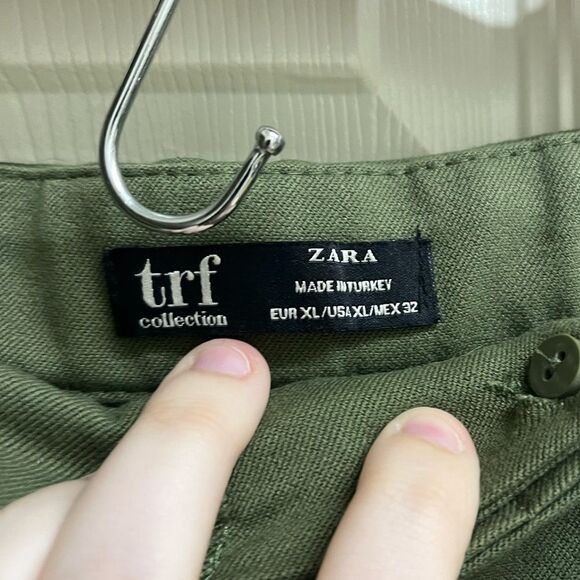 trf
collection
ZARA
MADE IN TURKEY
EUR XL/USA XL/MEX 32